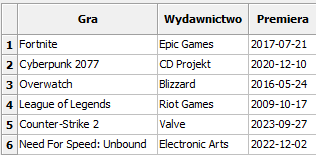 Gra Wydawnictwo Premiera
1 Fortnite Epic Games 2017-07-21
2 Cyberpunk 2077 CD Projekt 2020-12-10
3 Overwatch Blizzard 2016-05-24
4 League of Legends Riot Games 2009-10-17
5 Counter-Strike 2 Valve 2023-09-27
6 Need For Speed: Unbound Electronic Arts 2022-12-02